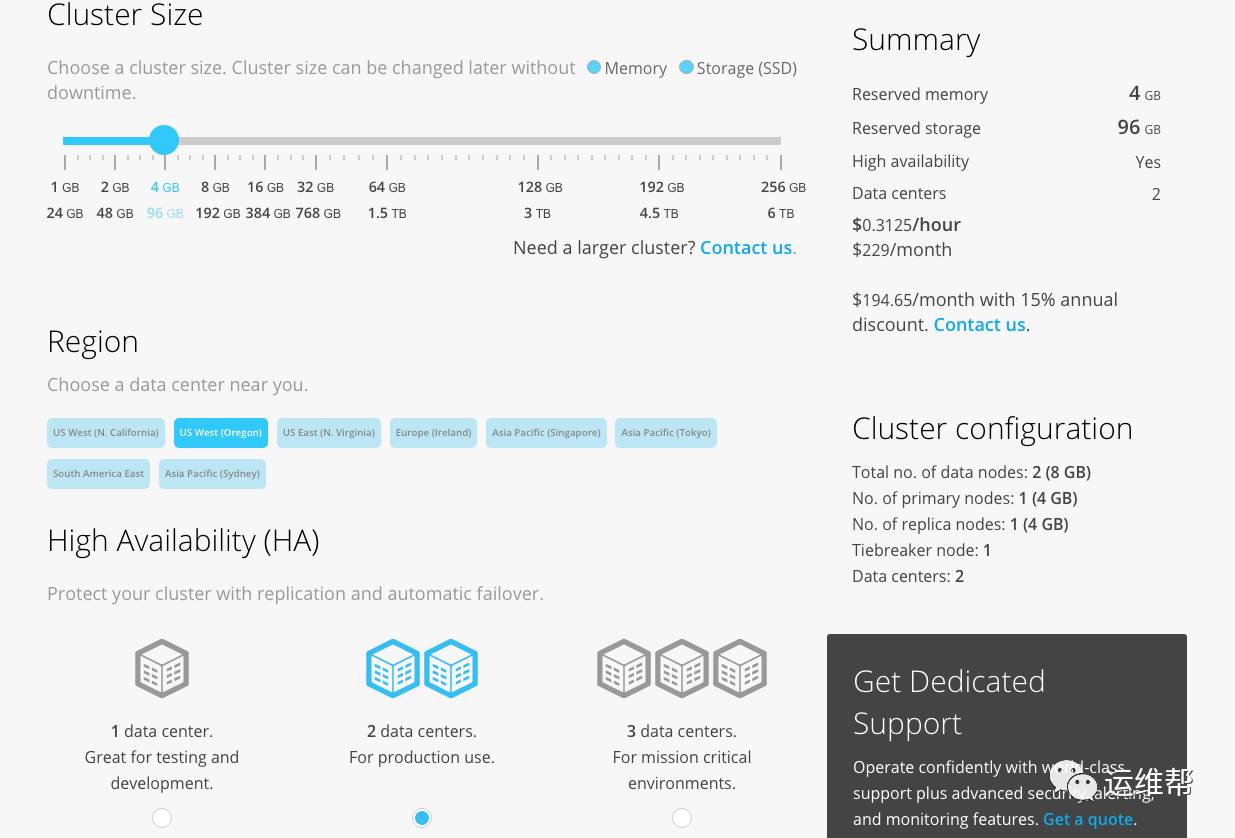 Cluster Size
Choose a cluster size. Cluster size can be changed later without
downtime.
Memory Storage (SSD)
1 GB 2 GB 4 GB 8 GB 16 GB 32 GB 64 GB 128 GB 192 GB 256 GB
24 GB 48 GB 96 GB 192 GB 384 GB 768 GB 1.5 TB 3 TB 4.5 TB 6 TB
Need a larger cluster? Contact us.
Region
Choose a data center near you.
US West (N. California) US West (Oregon) US East (N. Virginia) Europe (Ireland) Asia Pacific (Singapore) Asia Pacific (Tokyo)
South America East Asia Pacific (Sydney)
High Availability (HA)
Protect your cluster with replication and automatic failover.
1 data center.
Great for testing and
development.
2 data centers.
For production use.
3 data centers.
For mission critical
environments.
Summary
Reserved memory 4 GB
Reserved storage 96 GB
High availability Yes
Data centers 2
$0.3125/hour
$229/month
$194.65/month with 15% annual
discount. Contact us.
Cluster configuration
Total no. of data nodes: 2 (8 GB)
No. of primary nodes: 1 (4 GB)
No. of replica nodes: 1 (4 GB)
Tiebreaker node: 1
Data centers: 2
Get Dedicated
Support
Operate confidently with world-class
support plus advanced security, alerting,
and monitoring features. Get a quote.
运维帮